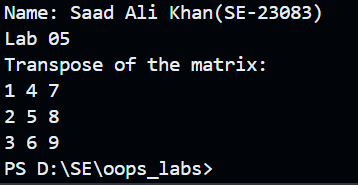 Name: Saad Ali Khan(SE-23083)
Lab 05
Transpose of the matrix:
1 4 7
2 5 8
3 6 9
PS D:\SE\oops_labs>